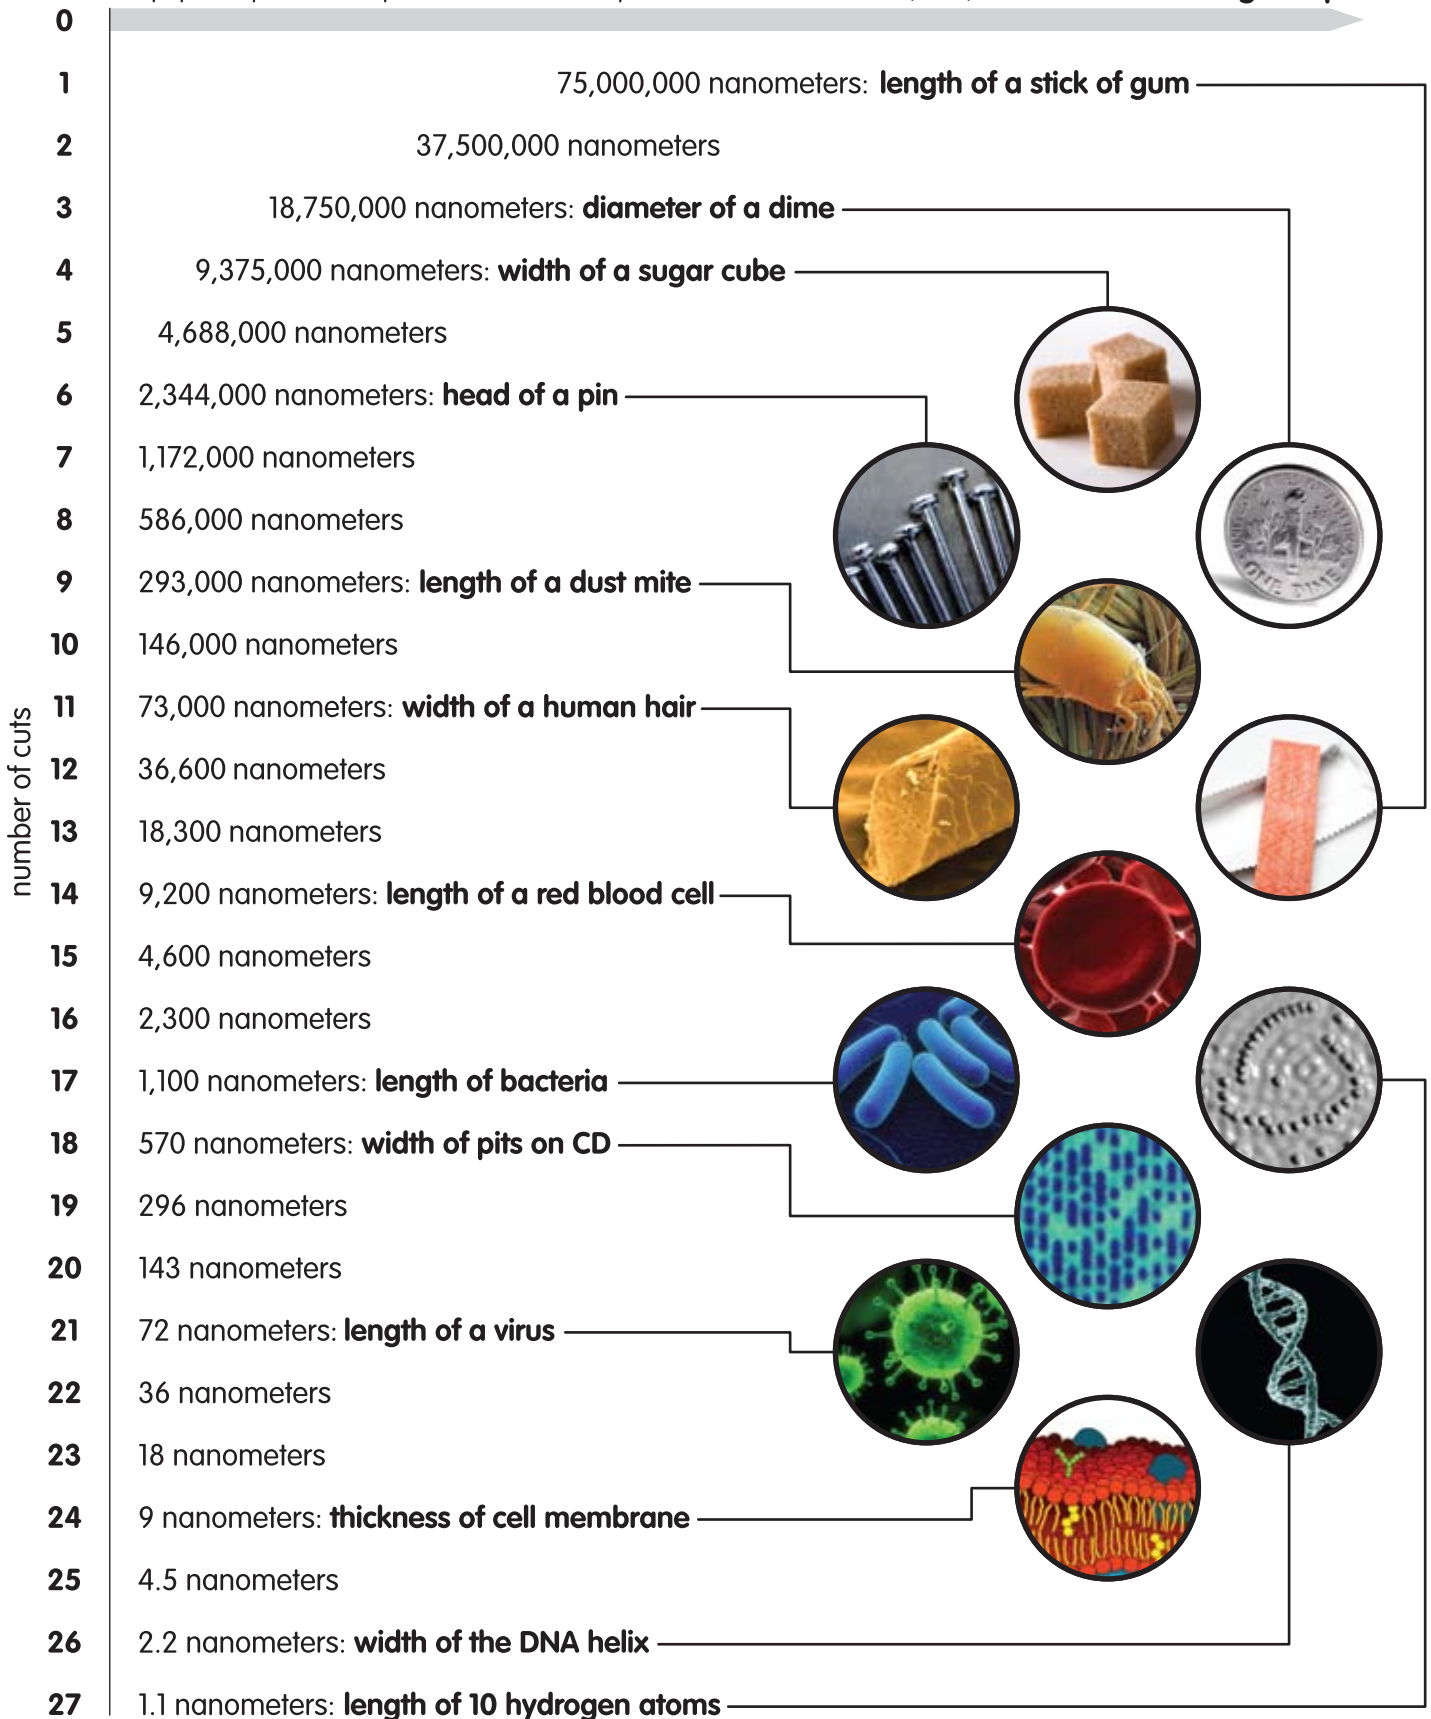 0
1 75,000,000 nanometers: length of a stick of gum
2 37,500,000 nanometers
3 18,750,000 nanometers: diameter of a dime
4 9,375,000 nanometers: width of a sugar cube
5 4,688,000 nanometers
6 2,344,000 nanometers: head of a pin
7 1,172,000 nanometers
8 586,000 nanometers
9 293,000 nanometers: length of a dust mite
10 146,000 nanometers
11 73,000 nanometers: width of a human hair
12 36,600 nanometers
13 18,300 nanometers
14 9,200 nanometers: length of a red blood cell
15 4,600 nanometers
16 2,300 nanometers
17 1,100 nanometers: length of bacteria
18 570 nanometers: width of pits on CD
19 296 nanometers
20 143 nanometers
21 72 nanometers: length of a virus
22 36 nanometers
23 18 nanometers
24 9 nanometers: thickness of cell membrane
25 4.5 nanometers
26 2.2 nanometers: width of the DNA helix
27 1.1 nanometers: length of 10 hydrogen atoms
number of cuts
ONE DIME